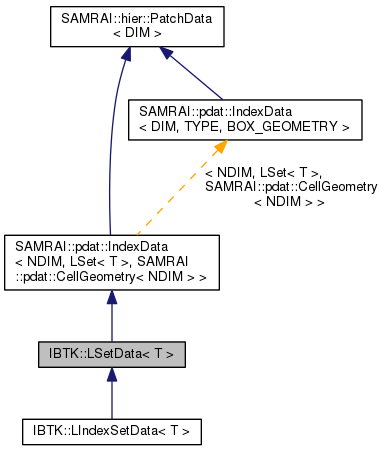 SAMRAI::hier::PatchData
< DIM >
SAMRAI::pdat::IndexData
< DIM, TYPE, BOX_GEOMETRY >
< NDIM, LSet< T >,
SAMRAI::pdat::CellGeometry
< NDIM > >
SAMRAI::pdat::IndexData
< NDIM, LSet< T >, SAMRAI
::pdat::CellGeometry< NDIM > >
IBTK::LSetData< T >
IBTK::LIndexSetData< T >